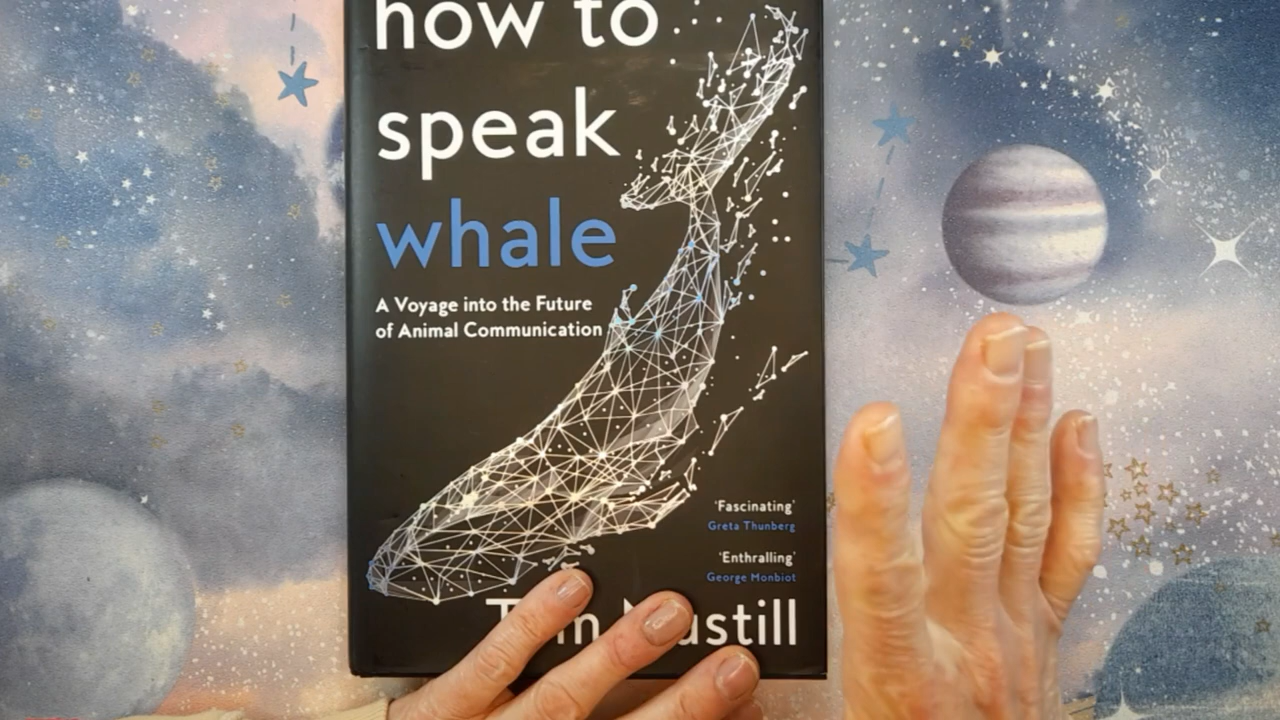 how to
speak
whale
A Voyage into the Future
of Animal Communication
'Fascinating'
Greta Thunberg
'Enthralling'
George Monbiot